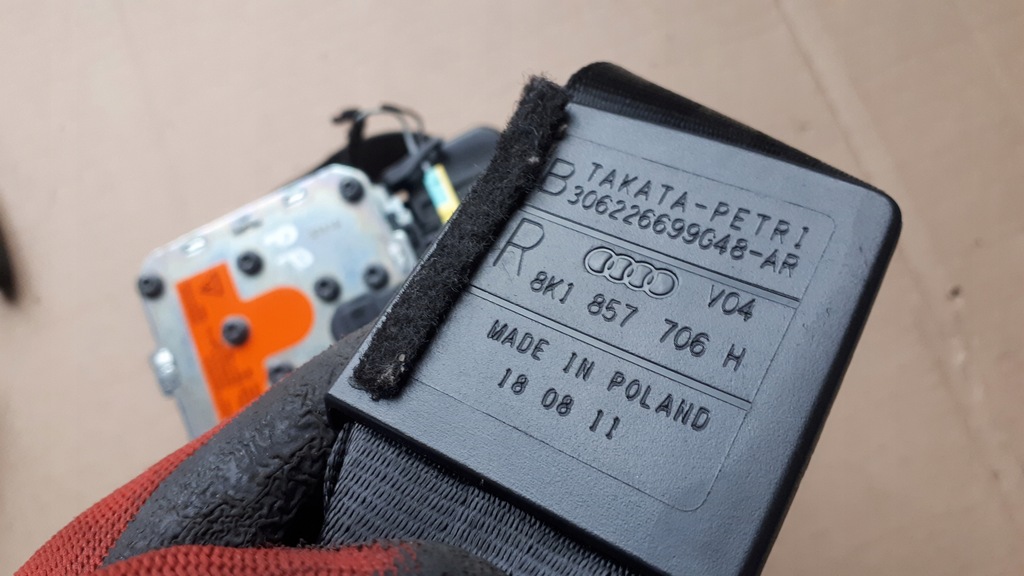 B TAKATA-PETRI
306226699G48-AR
R V04
8K1 857 706 H
MADE IN POLAND
18 08 11